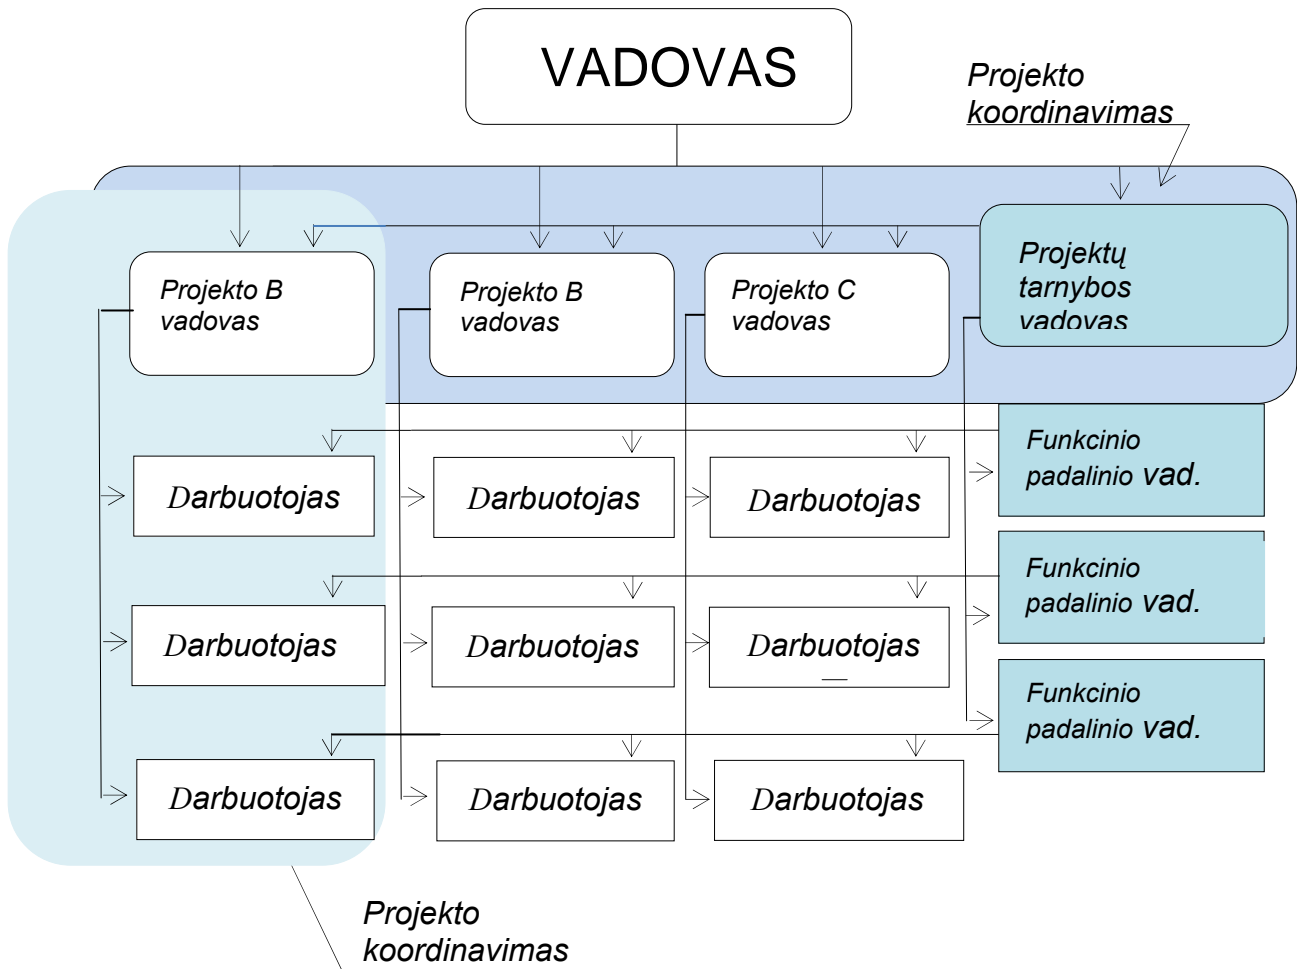 VADOVAS
Projekto
koordinavimas
Projekto B
vadovas
Projekto B
vadovas
Projekto C
vadovas
Projektų
tarnybos
vadovas
Funkcinio
padalinio vad.
Darbuotojas
Darbuotojas
Darbuotojas
Funkcinio
padalinio vad.
Darbuotojas
Darbuotojas
Darbuotojas
Funkcinio
padalinio vad.
Darbuotojas
Darbuotojas
Darbuotojas
Projekto
koordinavimas